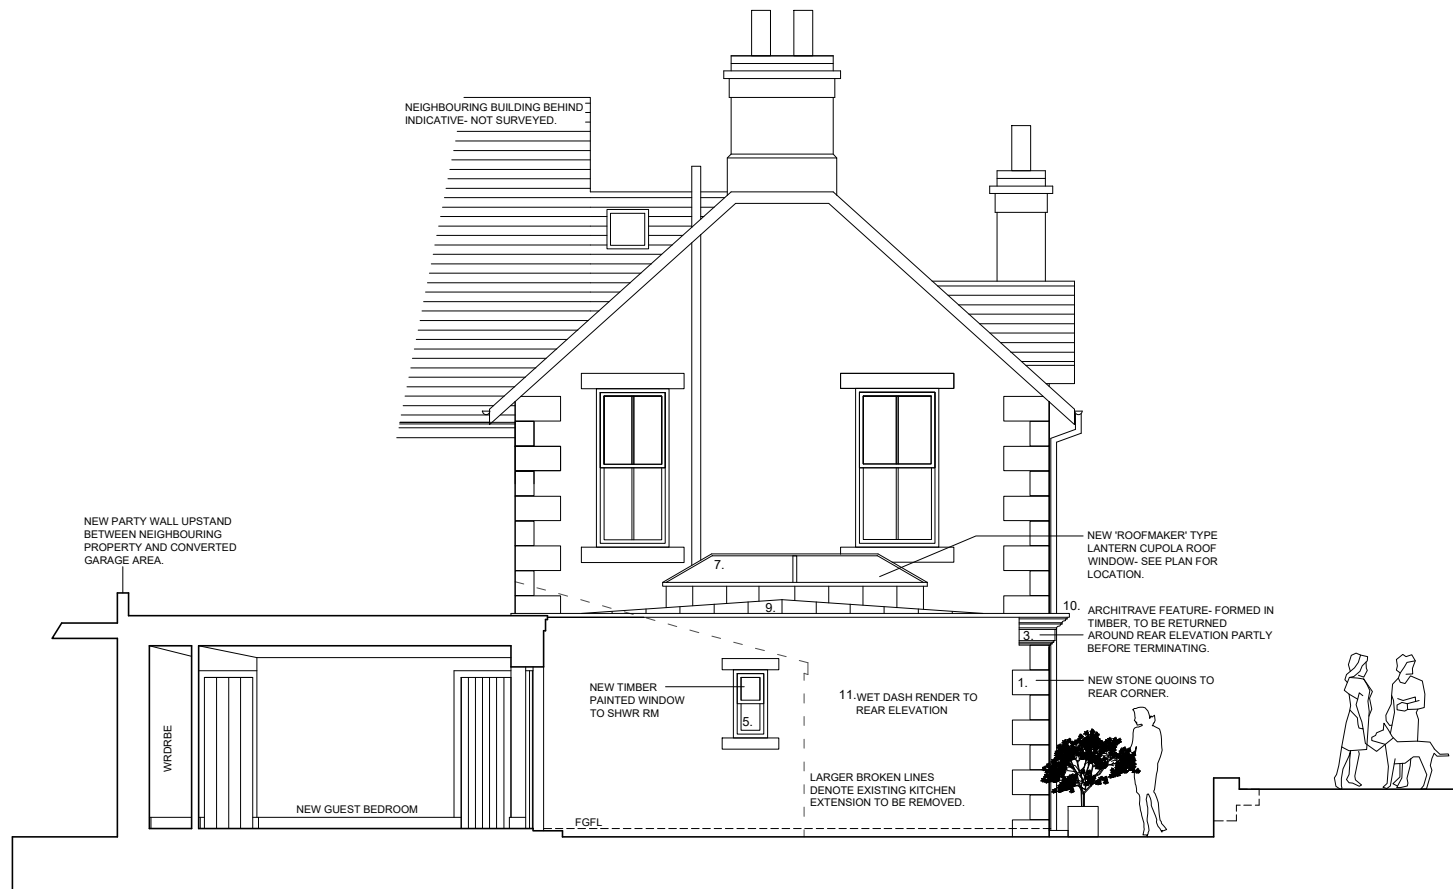 NEIGHBOURING BUILDING BEHIND
INDICATIVE- NOT SURVEYED.
NEW PARTY WALL UPSTAND
BETWEEN NEIGHBOURING
PROPERTY AND CONVERTED
GARAGE AREA.
NEW 'ROOFMAKER' TYPE
LANTERN CUPOLA ROOF
WINDOW- SEE PLAN FOR
LOCATION.
7.
9.
10.
ARCHITRAVE FEATURE- FORMED IN
TIMBER, TO BE RETURNED
AROUND REAR ELEVATION PARTLY
BEFORE TERMINATING.
3.
1.
NEW STONE QUOINS TO
REAR CORNER.
NEW TIMBER
PAINTED WINDOW
TO SHWR RM
5.
11. WET DASH RENDER TO
REAR ELEVATION
WRDRBE
NEW GUEST BEDROOM
LARGER BROKEN LINES
DENOTE EXISTING KITCHEN
EXTENSION TO BE REMOVED.
FGFL